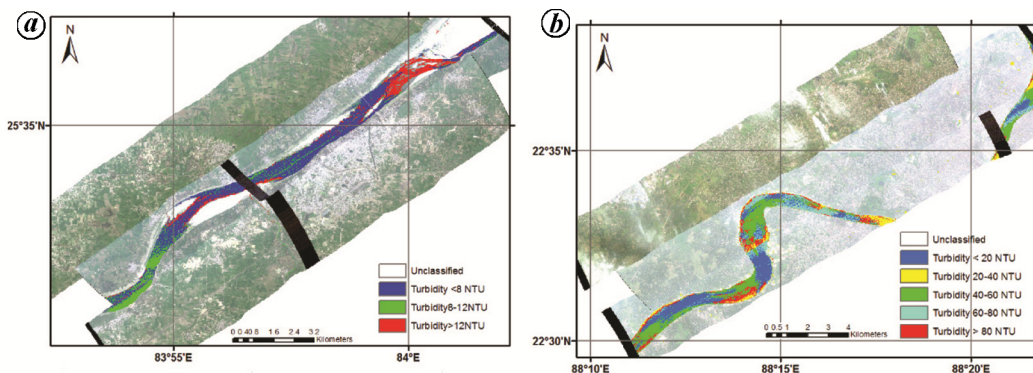 a
N
25°35'N
Unclassified
Turbidity <8 NTU
Turbidity8-12NTU
Turbidity>12NTU
0 0.40.8 1.6 2.4 3.2
Kilometers
83°55'E
84°E
b
N
22°35'N
22°30'N
Unclassified
Turbidity < 20 NTU
Turbidity 20-40 NTU
Turbidity 40-60 NTU
Turbidity 60-80 NTU
Turbidity > 80 NTU
0 0.5 1 2 3 4
Kilometers
88°10'E
88°15'E
88°20'E